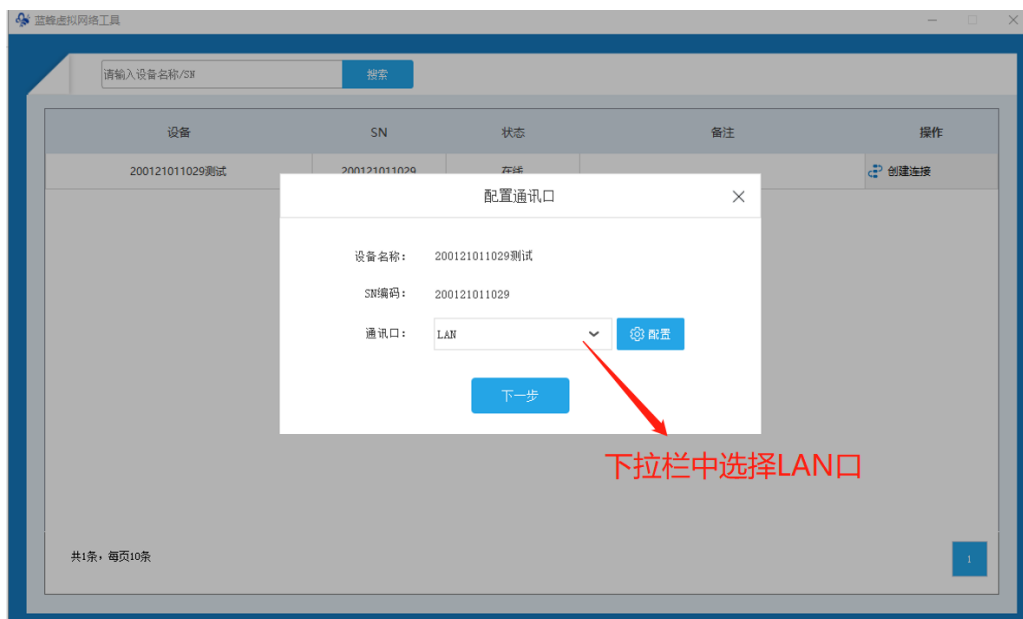 蓝蜂虚拟网络工具
请输入设备名称/SN 搜索
设备 SN 状态 备注 操作
200121011029测试 200121011029 在线 创建连接
配置通讯口
设备名称： 200121011029测试
SN编码： 200121011029
通讯口： LAN 配置
下一步
下拉栏中选择LAN口
共1条，每页10条 1